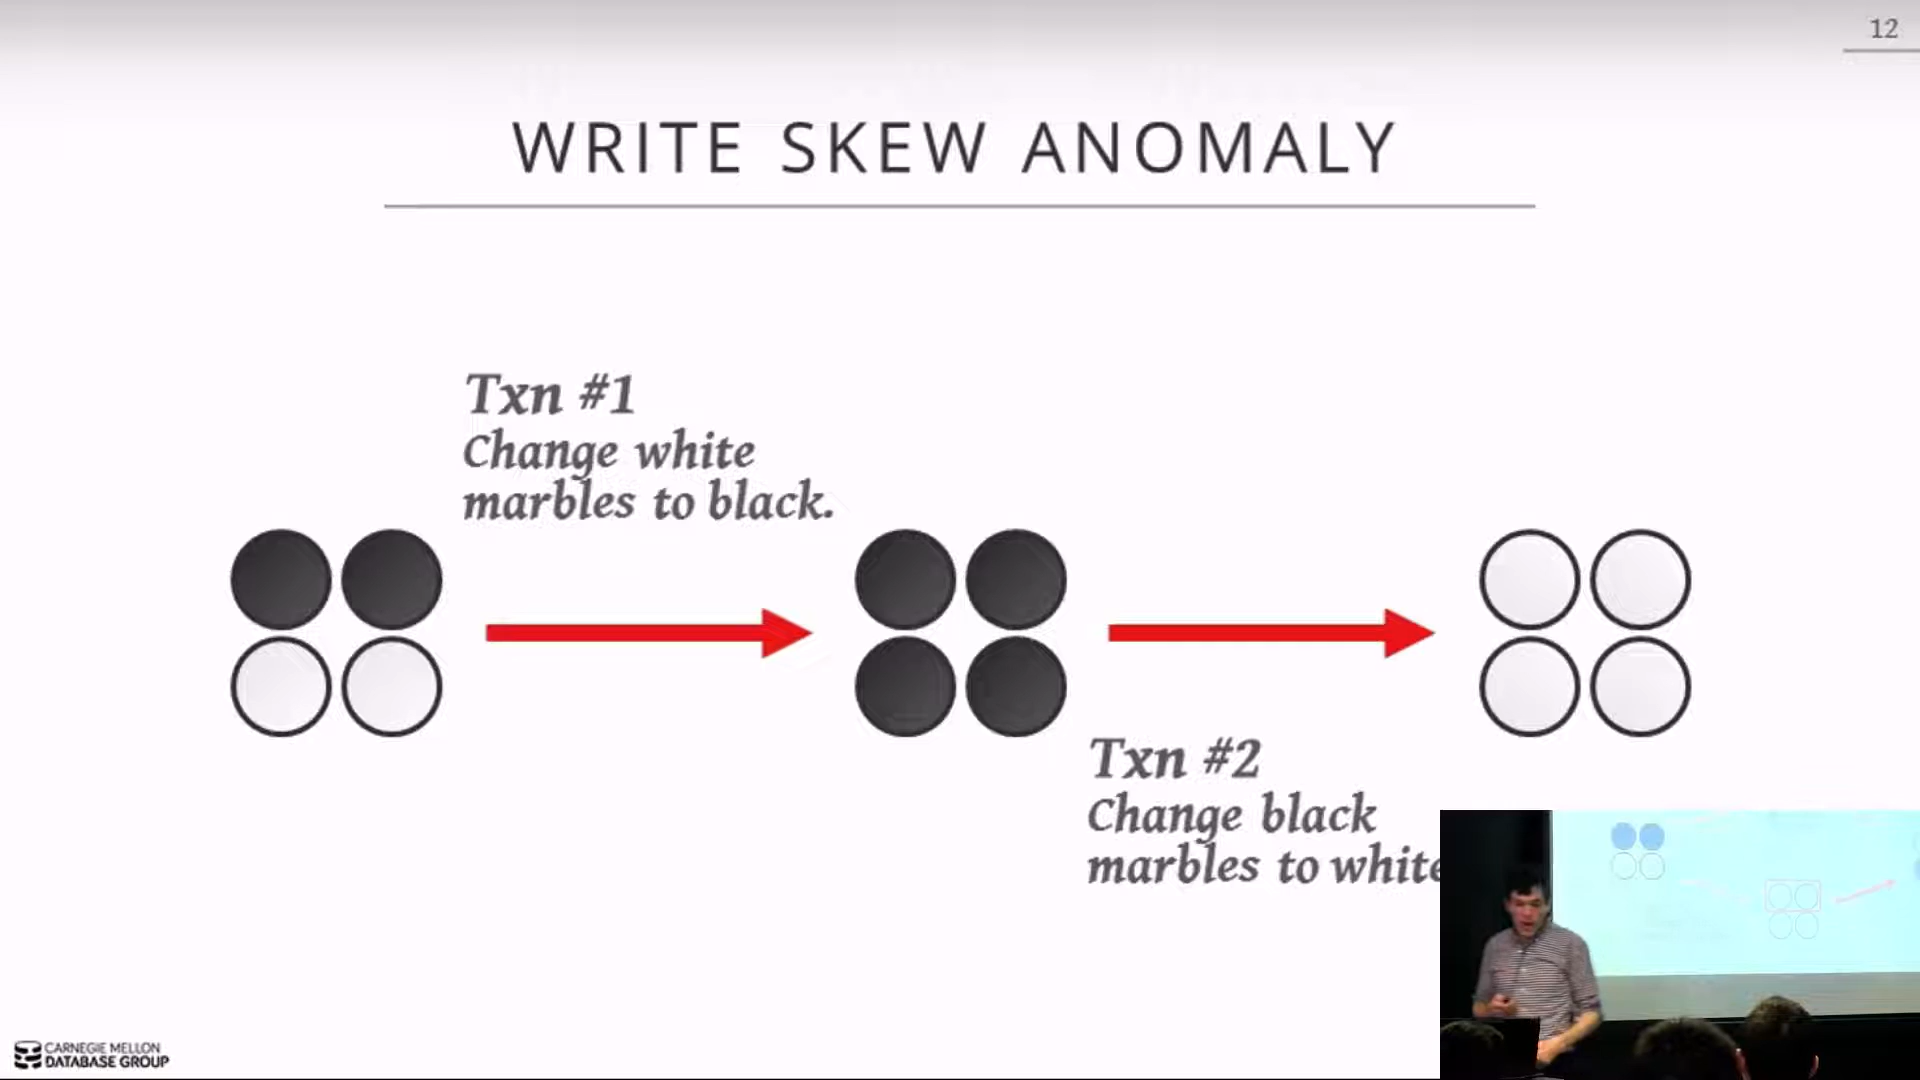 12
WRITE SKEW ANOMALY
Txn #1
Change white
marbles to black.
Txn #2
Change black
marbles to white
CARNEGIE MELLON
DATABASE GROUP